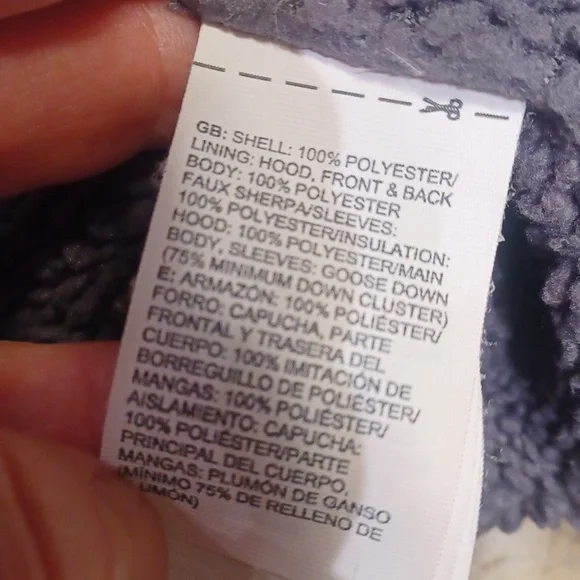 GB: SHELL: 100% POLYESTER/
LINING: HOOD, FRONT & BACK
BODY: 100% POLYESTER
FAUX SHERPA/SLEEVES:
100% POLYESTER/INSULATION:
HOOD: 100% POLYESTER/MAIN
BODY, SLEEVES: GOOSE DOWN
(75% MINIMUM DOWN CLUSTER)
E: ARMAZÓN: 100% POLIÉSTER/
FORRO: CAPUCHA, PARTE
FRONTAL Y TRASERA DEL
CUERPO: 100% IMITACIÓN DE
BORREGUILLO DE POLIÉSTER/
MANGAS: 100% POLIÉSTER/
AISLAMIENTO: CAPUCHA:
100% POLIÉSTER/PARTE
PRINCIPAL DEL CUERPO,
MANGAS: PLUMÓN DE GANSO
(MÍNIMO 75% DE RELLENO DE